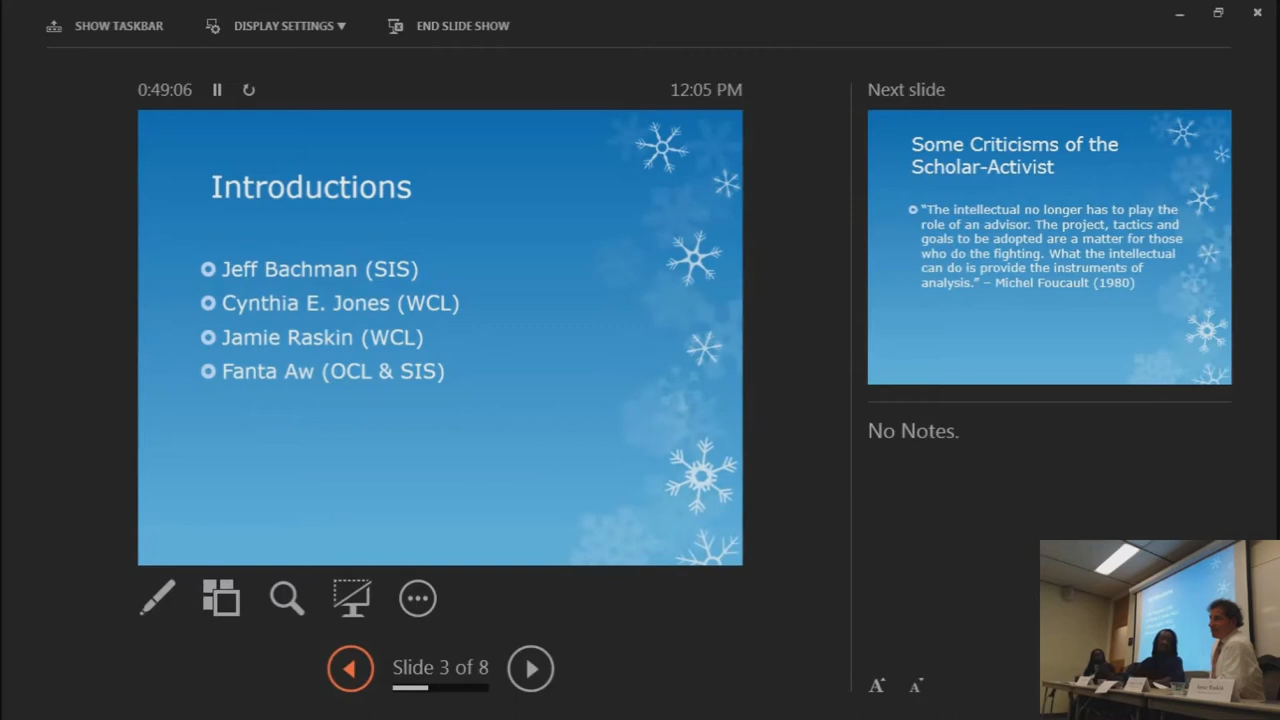 SHOW TASKBAR
DISPLAY SETTINGS ▼
END SLIDE SHOW
0:49:06
12:05 PM
Introductions
Jeff Bachman (SIS)
Cynthia E. Jones (WCL)
Jamie Raskin (WCL)
Fanta Aw (OCL & SIS)
Slide 3 of 8
Next slide
Some Criticisms of the
Scholar-Activist
“The intellectual no longer has to play the
role of an advisor. The project, tactics and
goals to be adopted are a matter for those
who do the fighting. What the intellectual
can do is provide the instruments of
analysis.” – Michel Foucault (1980)
No Notes.
A A